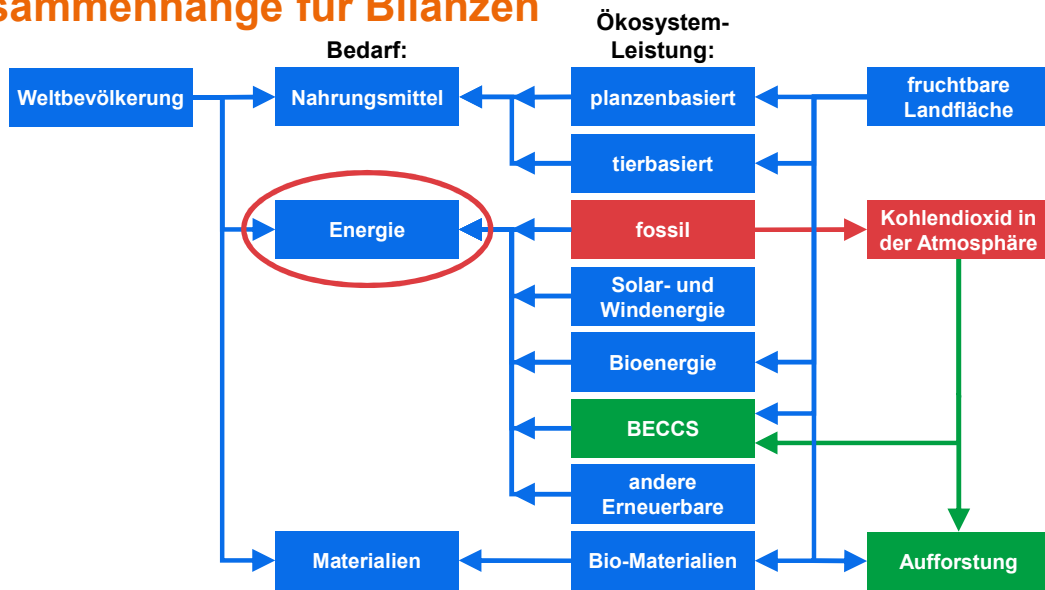 sammenhänge für Bilanzen
Bedarf:
Ökosystem-
Leistung:
Weltbevölkerung
Nahrungsmittel
planzenbasiert
fruchtbare
Landfläche
tierbasiert
Energie
fossil
Kohlendioxid in
der Atmosphäre
Solar- und
Windenergie
Bioenergie
BECCS
andere
Erneuerbare
Materialien
Bio-Materialien
Aufforstung